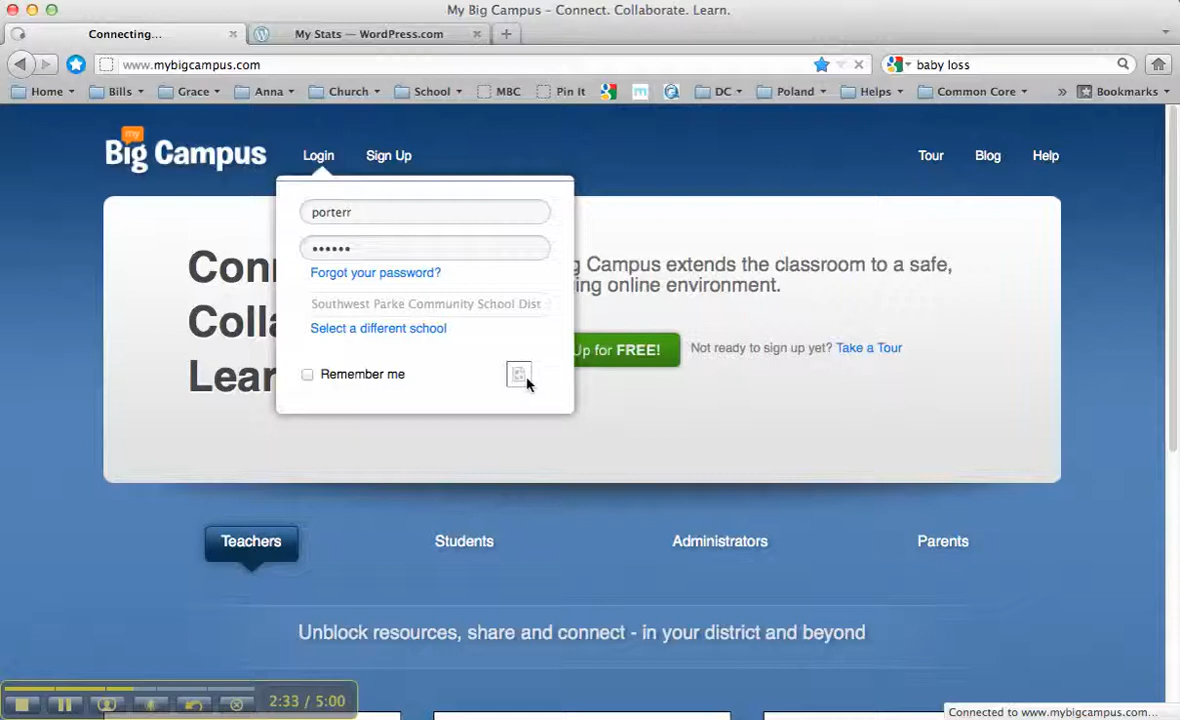 My Big Campus - Connect. Collaborate. Learn.
Connecting...
My Stats — WordPress.com
www.mybigcampus.com
baby loss
Home
Bills
Grace
Anna
Church
School
MBC
Pin It
DC
Poland
Helps
Common Core
»
Bookmarks
my Big Campus
Login
Sign Up
Tour
Blog
Help
porterr
••••••
Forgot your password?
Southwest Parke Community School Dist
Select a different school
Remember me
Con
Colla
Lear
g Campus extends the classroom to a safe,
ing online environment.
Up for FREE!
Not ready to sign up yet? Take a Tour
Teachers
Students
Administrators
Parents
Unblock resources, share and connect - in your district and beyond
2:33 / 5:00
Connected to www.mybigcampus.com...